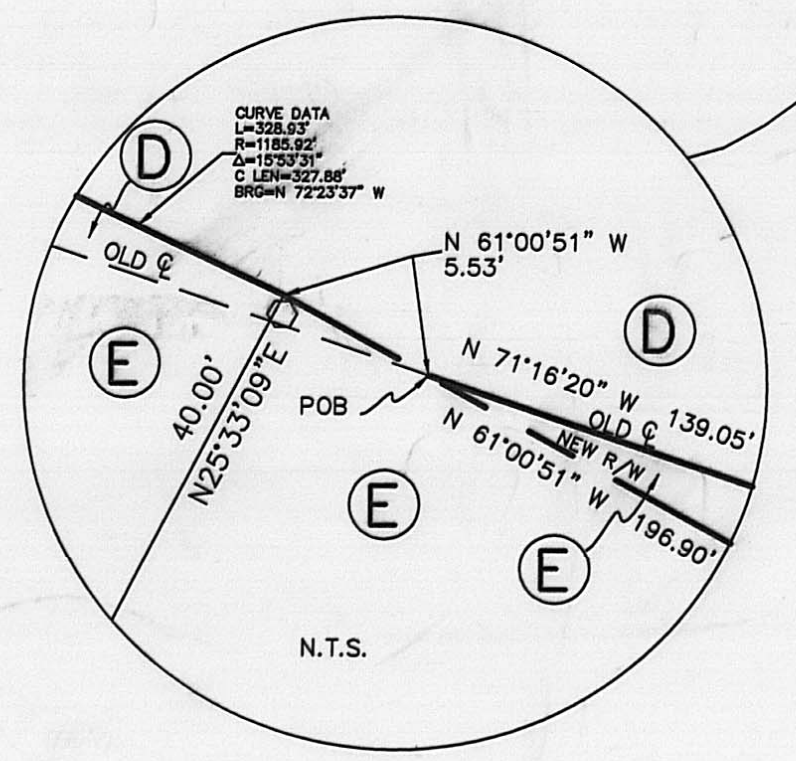 CURVE DATA
L=328.93'
R=1185.92'
Δ=15°53'31"
C LEN=327.88'
BRG=N 72°23'37" W
D
OLD ℄
N 61°00'51" W
5.53'
E
D
40.00'
N25°33'09"E
POB
N 71°16'20" W 139.05'
OLD ℄
NEW R/W
N 61°00'51" W 196.90'
E
E
N.T.S.